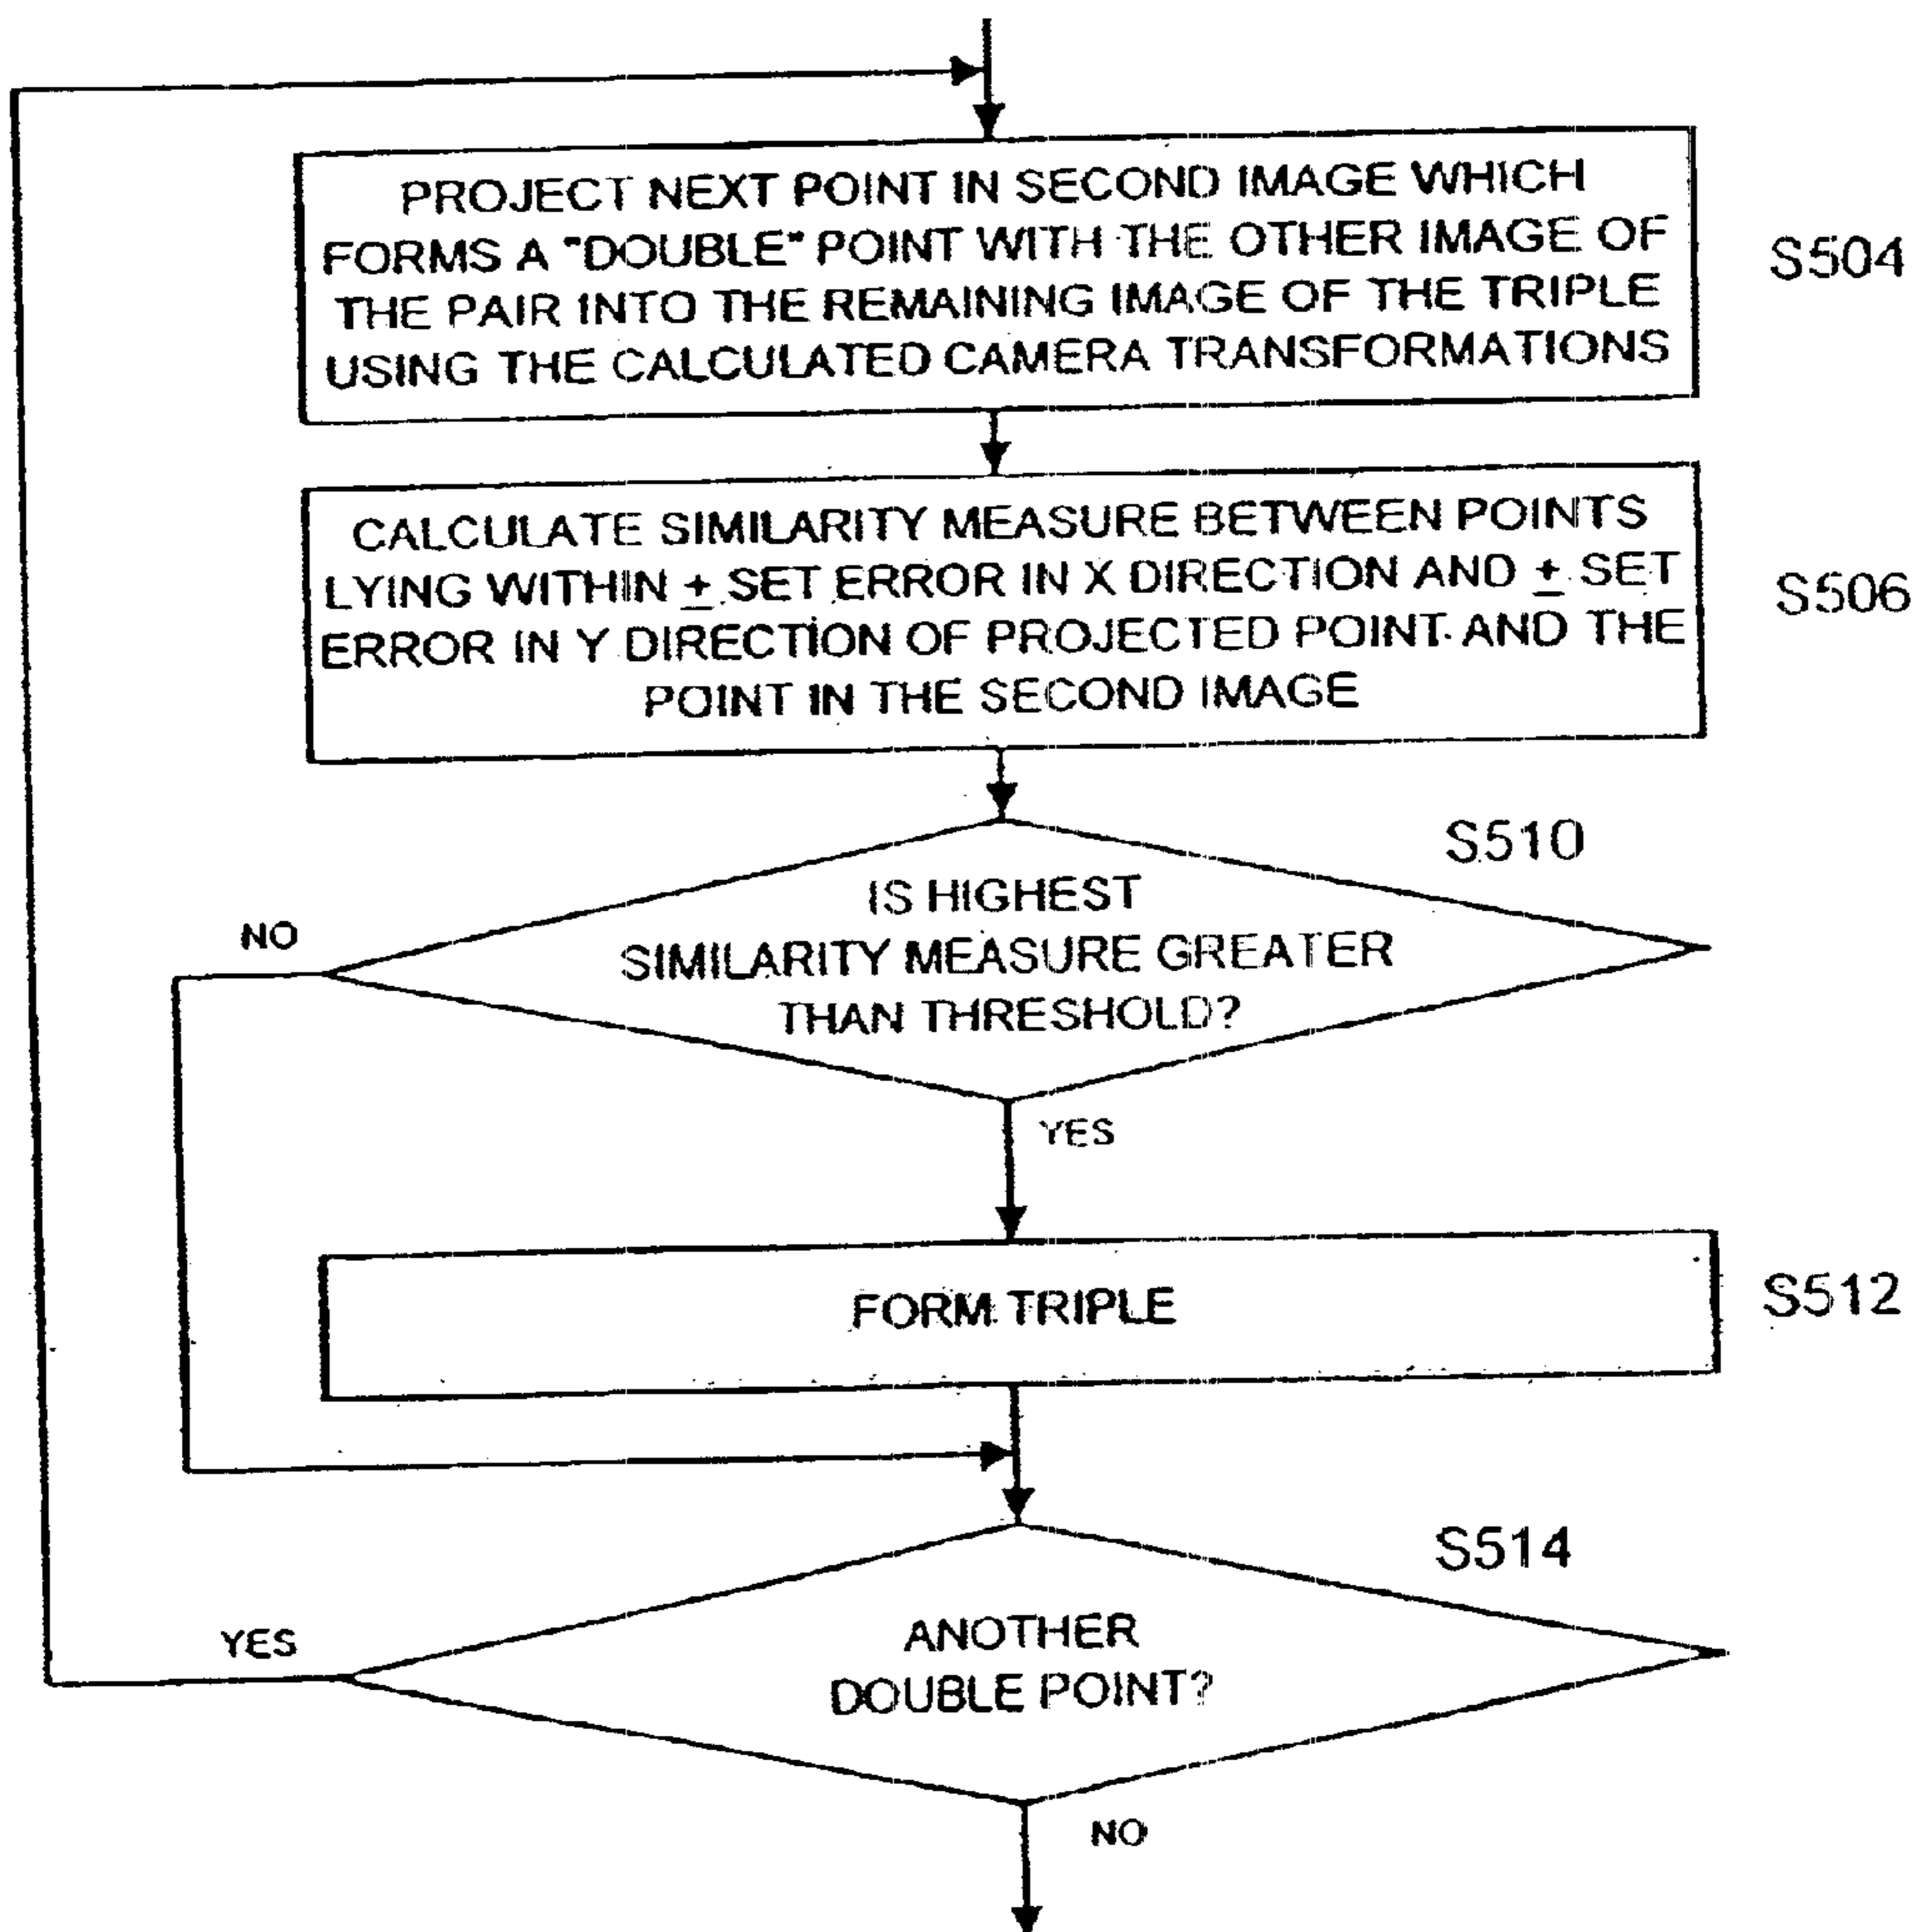 PROJECT NEXT POINT IN SECOND IMAGE WHICH
FORMS A "DOUBLE" POINT WITH THE OTHER IMAGE OF
THE PAIR INTO THE REMAINING IMAGE OF THE TRIPLE
USING THE CALCULATED CAMERA TRANSFORMATIONS
S504
CALCULATE SIMILARITY MEASURE BETWEEN POINTS
LYING WITHIN ± SET ERROR IN X DIRECTION AND ± SET
ERROR IN Y DIRECTION OF PROJECTED POINT AND THE
POINT IN THE SECOND IMAGE
S506
S510
IS HIGHEST
SIMILARITY MEASURE GREATER
THAN THRESHOLD?
NO
YES
FORM TRIPLE
S512
S514
ANOTHER
DOUBLE POINT?
YES
NO